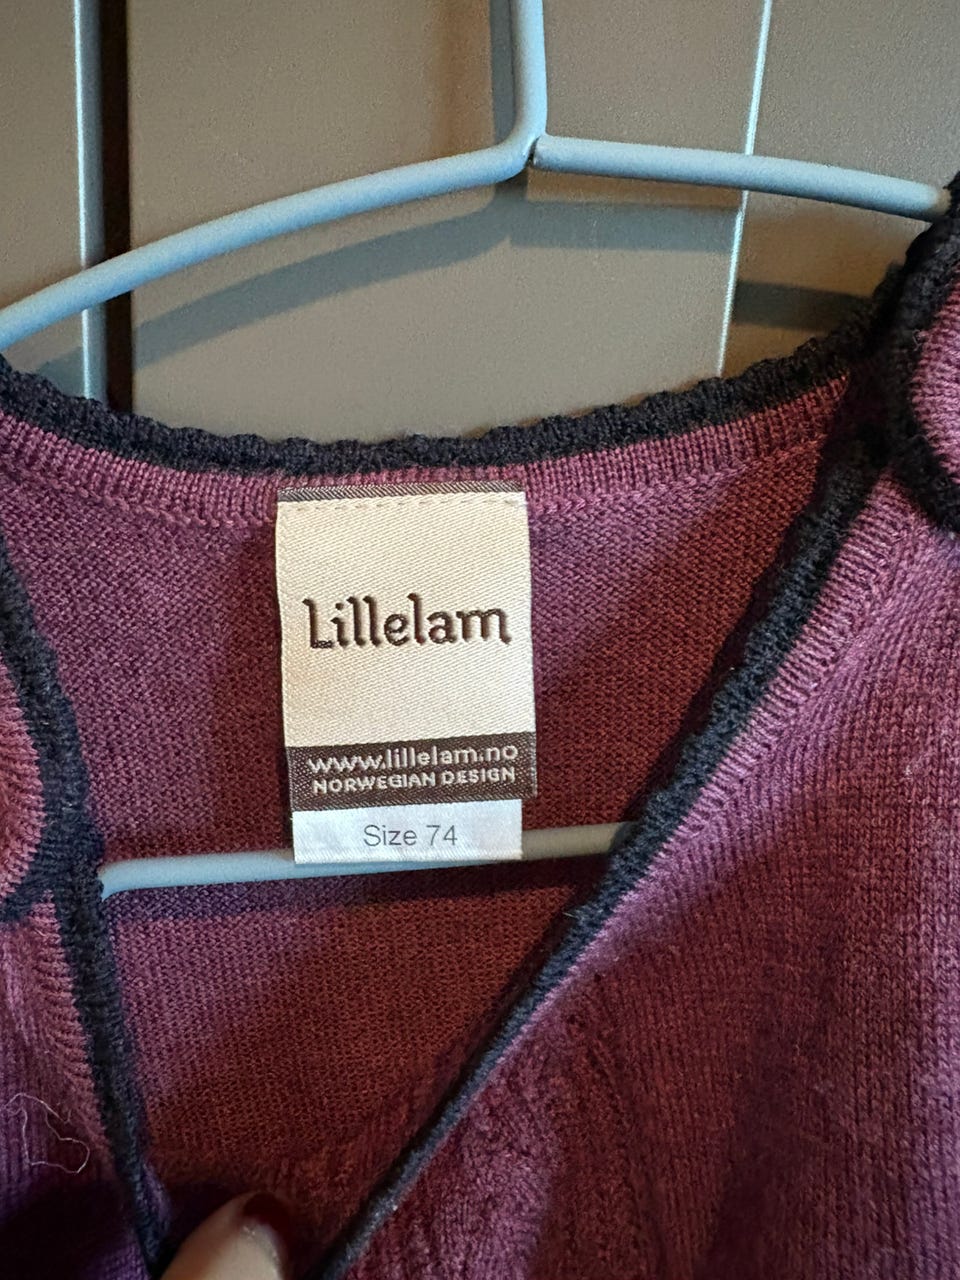 Lillelam
www.lillelam.no
NORWEGIAN DESIGN
Size 74